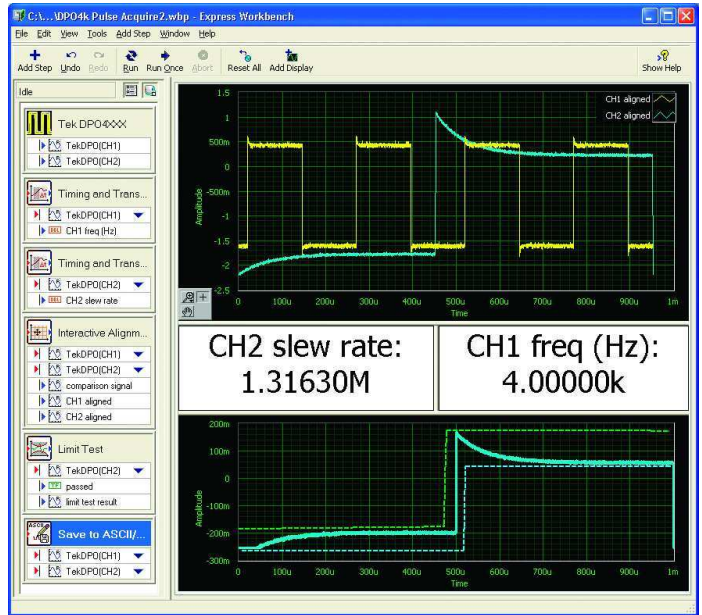 C:\...\DPO4k Pulse Acquire2.wbp - Express Workbench
File Edit View Tools Add Step Window Help
Add Step Undo Redo Run Run Once Abort Reset All Add Display Show Help
Idle
Tek DPO4XXX
TekDPO(CH1)
TekDPO(CH2)
Timing and Trans...
TekDPO(CH1)
CH1 freq (Hz)
Timing and Trans...
TekDPO(CH2)
CH2 slew rate
Interactive Alignm...
TekDPO(CH1)
TekDPO(CH2)
comparison signal
CH1 aligned
CH2 aligned
Limit Test
TekDPO(CH2)
passed
limit test result
ASCII
Save to ASCII/...
TekDPO(CH1)
TekDPO(CH2)
CH1 aligned
CH2 aligned
Amplitude
1.5
1
500m
0
-500m
-1
-1.5
-2
-2.5
0 100u 200u 300u 400u 500u 600u 700u 800u 900u 1m
Time
CH2 slew rate:
1.31630M
CH1 freq (Hz):
4.00000k
Amplitude
200m
100m
0
-100m
-200m
-300m
0 100u 200u 300u 400u 500u 600u 700u 800u 900u 1m
Time